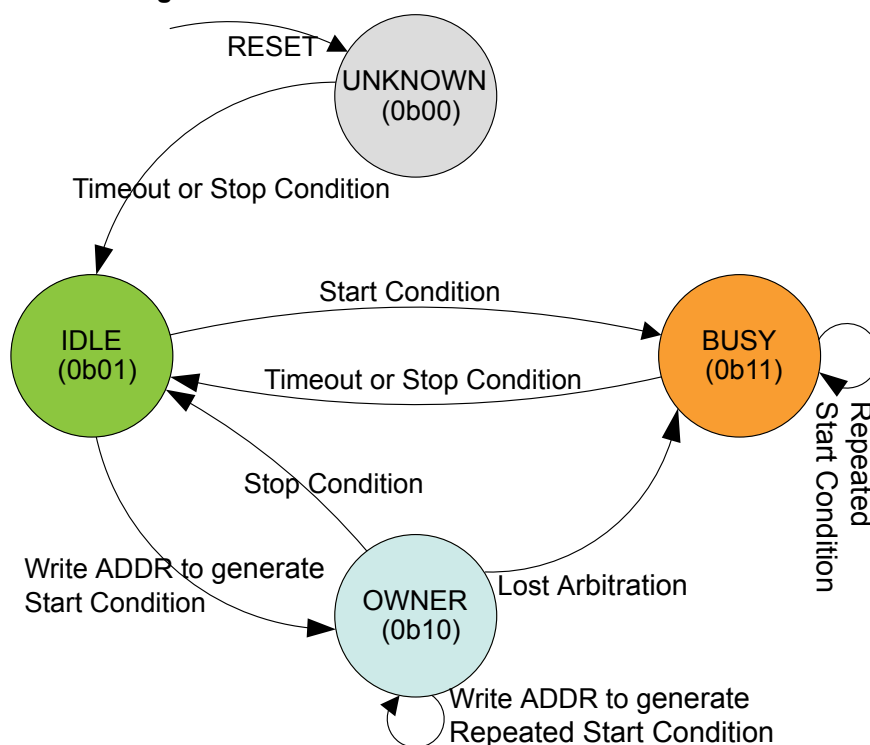 RESET
UNKNOWN
(0b00)
Timeout or Stop Condition
Start Condition
IDLE
(0b01)
BUSY
(0b11)
Timeout or Stop Condition
Repeated
Start Condition
Stop Condition
Write ADDR to generate
Start Condition
Lost Arbitration
OWNER
(0b10)
Write ADDR to generate
Repeated Start Condition